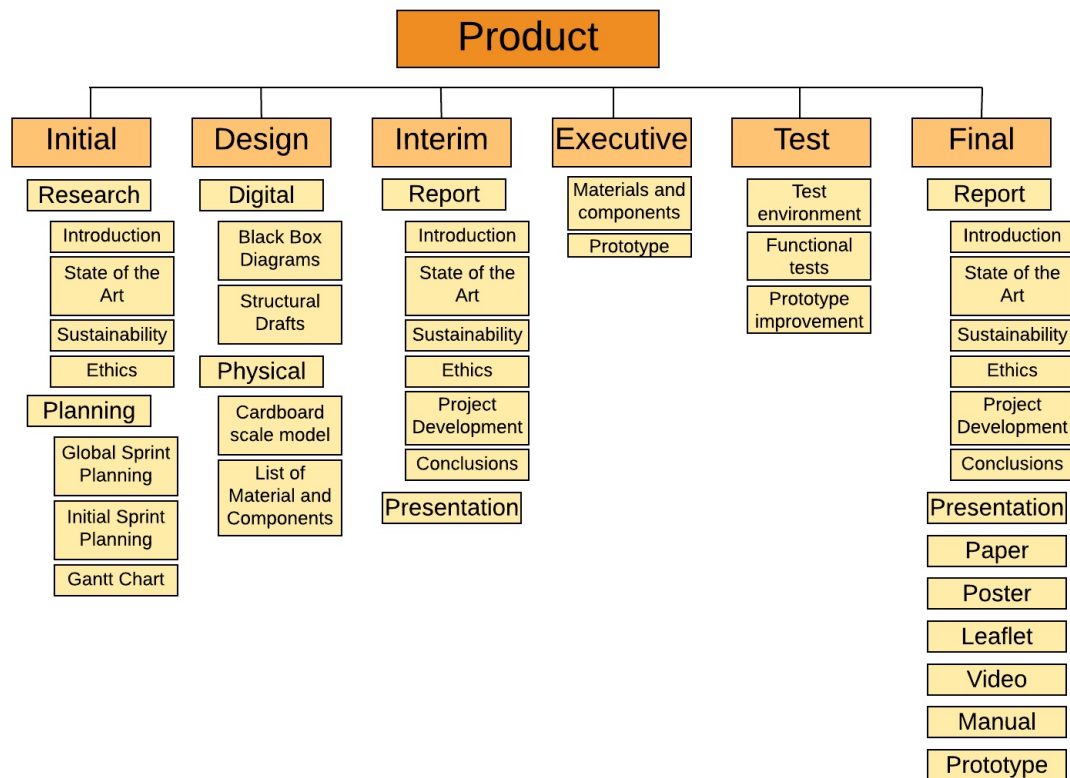 Product
Initial
Research
Introduction
State of the
Art
Sustainability
Ethics
Planning
Global Sprint
Planning
Initial Sprint
Planning
Gantt Chart
Design
Digital
Black Box
Diagrams
Structural
Drafts
Physical
Cardboard
scale model
List of
Material and
Components
Interim
Report
Introduction
State of the
Art
Sustainability
Ethics
Project
Development
Conclusions
Presentation
Executive
Materials and
components
Prototype
Test
Test
environment
Functional
tests
Prototype
improvement
Final
Report
Introduction
State of the
Art
Sustainability
Ethics
Project
Development
Conclusions
Presentation
Paper
Poster
Leaflet
Video
Manual
Prototype